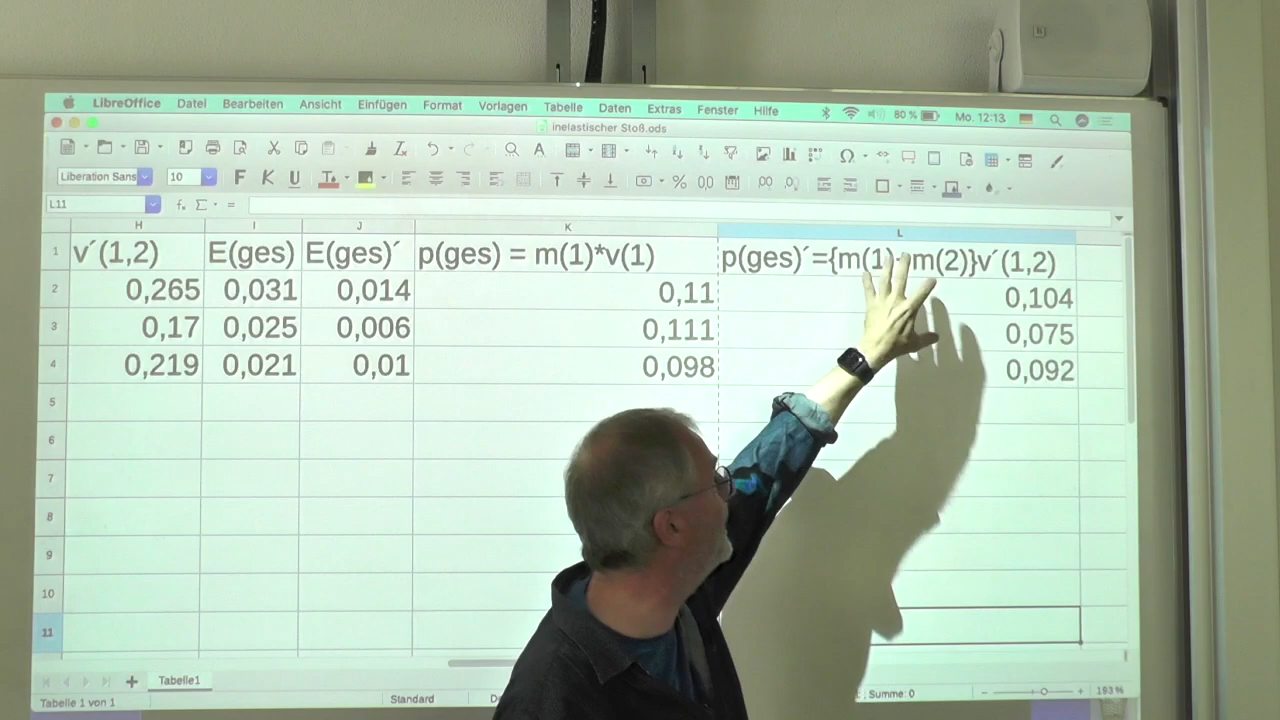 LibreOffice Datei Bearbeiten Ansicht Einfügen Format Vorlagen Tabelle Daten Extras Fenster Hilfe 80 % Mo. 12:13
inelastischer Stoß.ods
Liberation Sans 10 F K U
L11
H I J K L
1 v´(1,2) E(ges) E(ges)´ p(ges) = m(1)*v(1) p(ges)´={m(1) m(2)}v´(1,2)
2 0,265 0,031 0,014 0,11 0,104
3 0,17 0,025 0,006 0,111 0,075
4 0,219 0,021 0,01 0,098 0,092
5
6
7
8
9
10
11
Tabelle1
Tabelle 1 von 1 Standard ; Summe: 0 193 %